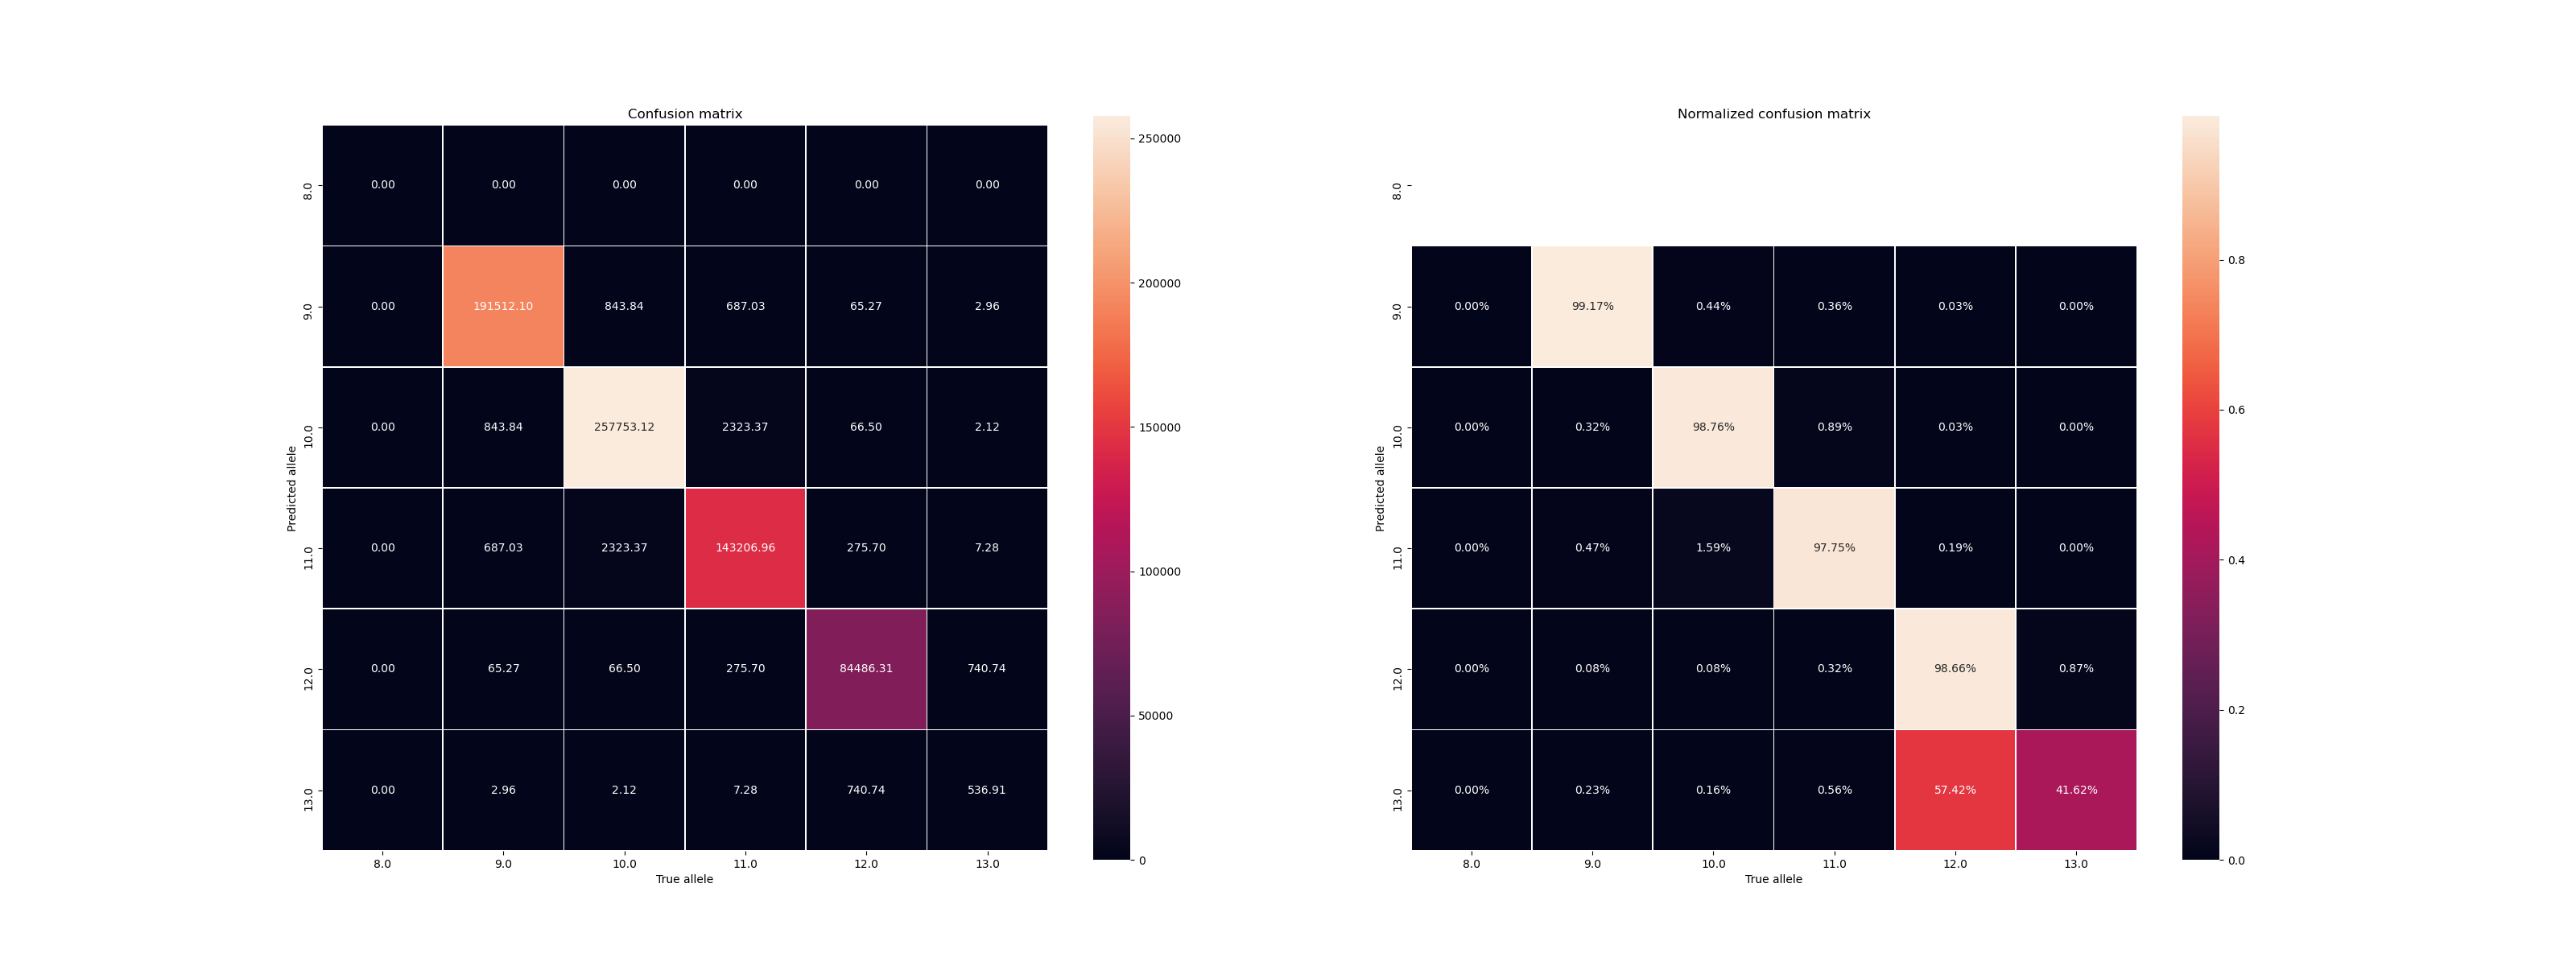 Confusion matrix
8.0 0.00 0.00 0.00 0.00 0.00 0.00
9.0 0.00 191512.10 843.84 687.03 65.27 2.96
10.0 0.00 843.84 257753.12 2323.37 66.50 2.12
11.0 0.00 687.03 2323.37 143206.96 275.70 7.28
12.0 0.00 65.27 66.50 275.70 84486.31 740.74
13.0 0.00 2.96 2.12 7.28 740.74 536.91
8.0 9.0 10.0 11.0 12.0 13.0
Predicted allele
True allele
250000
200000
150000
100000
50000
0
Normalized confusion matrix
8.0
9.0 0.00% 99.17% 0.44% 0.36% 0.03% 0.00%
10.0 0.00% 0.32% 98.76% 0.89% 0.03% 0.00%
11.0 0.00% 0.47% 1.59% 97.75% 0.19% 0.00%
12.0 0.00% 0.08% 0.08% 0.32% 98.66% 0.87%
13.0 0.00% 0.23% 0.16% 0.56% 57.42% 41.62%
8.0 9.0 10.0 11.0 12.0 13.0
Predicted allele
True allele
0.8
0.6
0.4
0.2
0.0